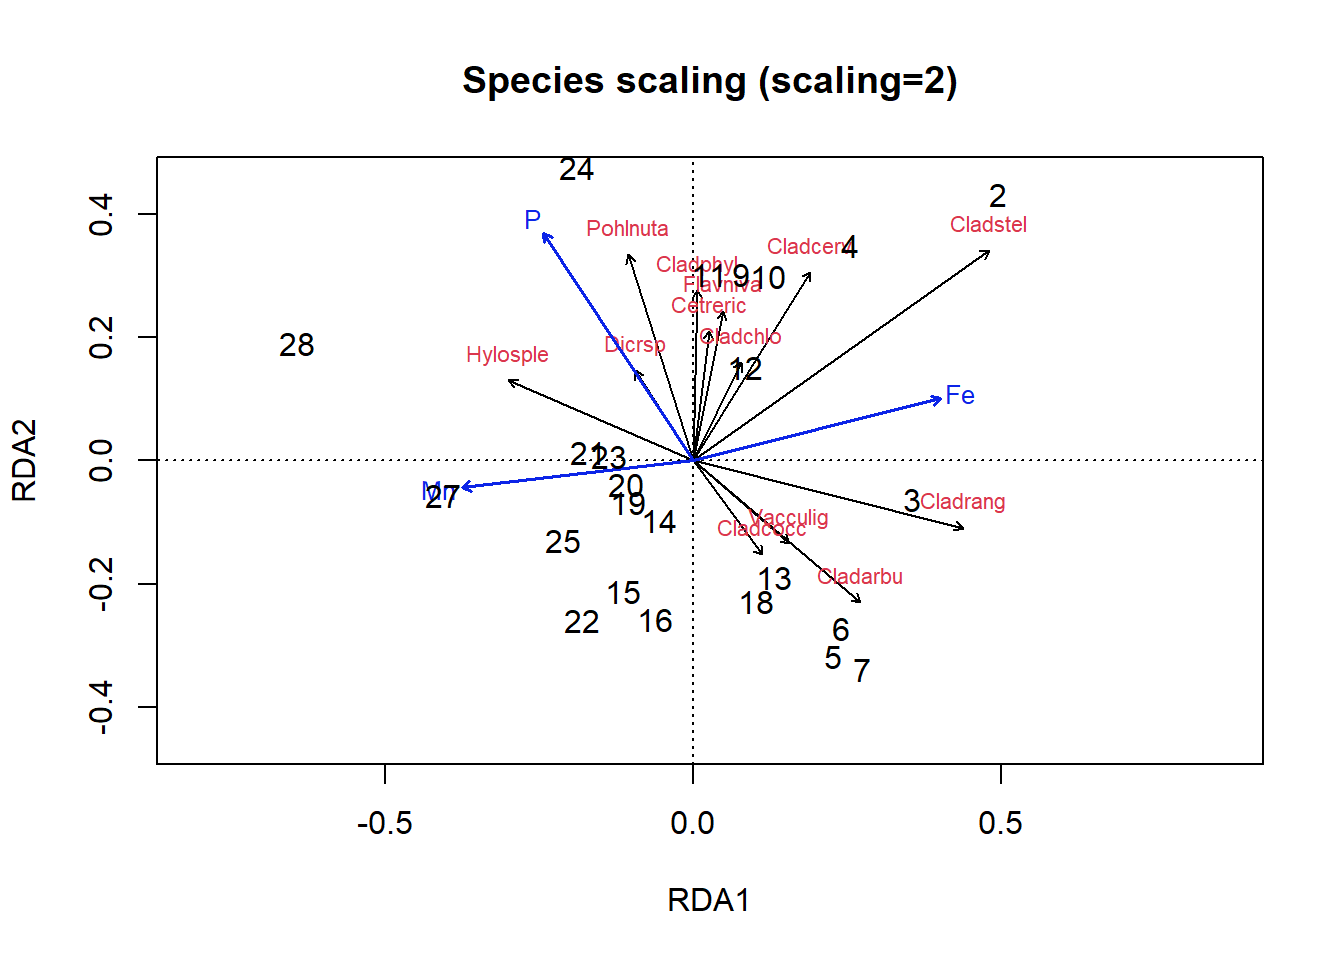 Species scaling (scaling=2)
24
2
P
Pohlnuta
Cladstel
Cladcerv
4
Cladphyl
11
9
10
Flavniva
Cetreric
28
Dicrsp
Cladchlo
Hylosple
12
Fe
21
23
20
Mn
27
19
3
Cladrang
14
Vacculig
Cladcocc
25
13
Cladarbu
15
18
22
16
6
5
7
RDA2
0.4
0.2
0.0
-0.2
-0.4
-0.5
0.0
0.5
RDA1